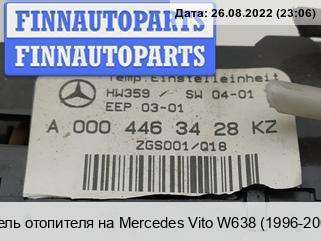 FINNAUTOPARTS
Дата: 26.08.2022 (23:06)
FINNAUTOPARTS
FINNAUTOPARTS
Temp.Einstelleinheit
HW359 / SW 04-01
EEP 03-01
A 000 446 34 28 KZ
ZGS001/Q18
ель отопителя на Mercedes Vito W638 (1996-20